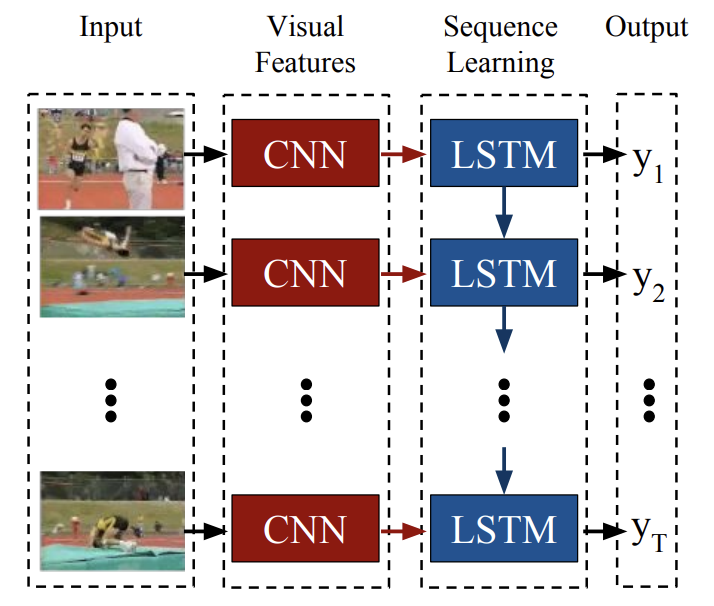 Input
Visual
Features
Sequence
Learning
Output
CNN
LSTM
y1
CNN
LSTM
y2
CNN
LSTM
yT